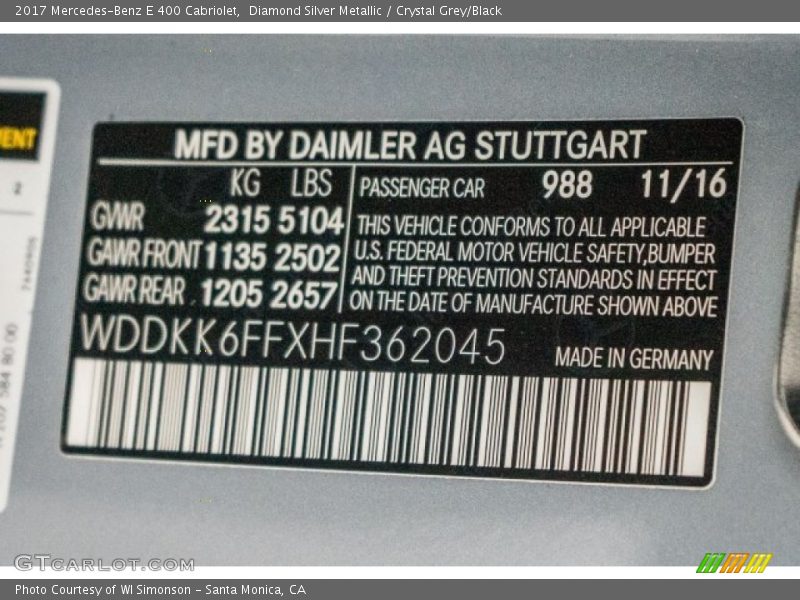 2017 Mercedes-Benz E 400 Cabriolet,  Diamond Silver Metallic / Crystal Grey/Black
MFD BY DAIMLER AG STUTTGART
KG LBS
GVWR 2315 5104
GAWR FRONT 1135 2502
GAWR REAR 1205 2657
PASSENGER CAR 988 11/16
THIS VEHICLE CONFORMS TO ALL APPLICABLE
U.S. FEDERAL MOTOR VEHICLE SAFETY,BUMPER
AND THEFT PREVENTION STANDARDS IN EFFECT
ON THE DATE OF MANUFACTURE SHOWN ABOVE
WDDKK6FFXHF362045
MADE IN GERMANY
2
GTCARLOT.COM
Photo Courtesy of WI Simonson - Santa Monica, CA